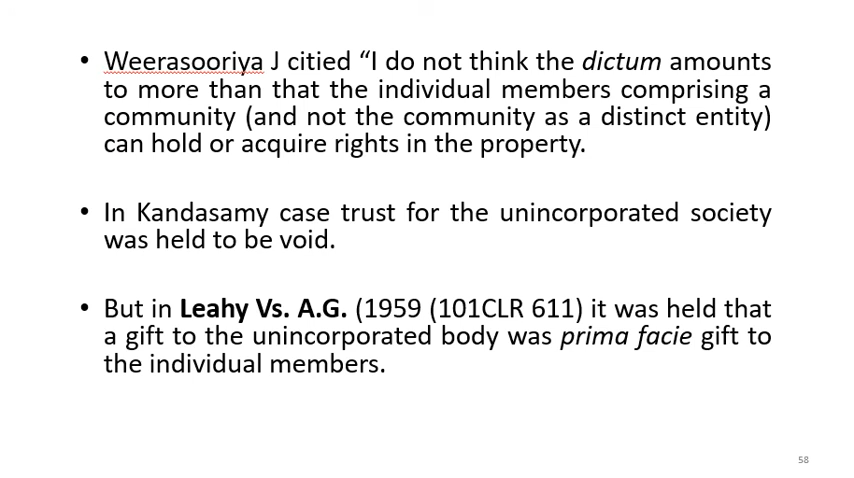 • Weerasooriya J citied “I do not think the dictum amounts
to more than that the individual members comprising a
community (and not the community as a distinct entity)
can hold or acquire rights in the property.
• In Kandasamy case trust for the unincorporated society
was held to be void.
• But in Leahy Vs. A.G. (1959 (101CLR 611) it was held that
a gift to the unincorporated body was prima facie gift to
the individual members.
58